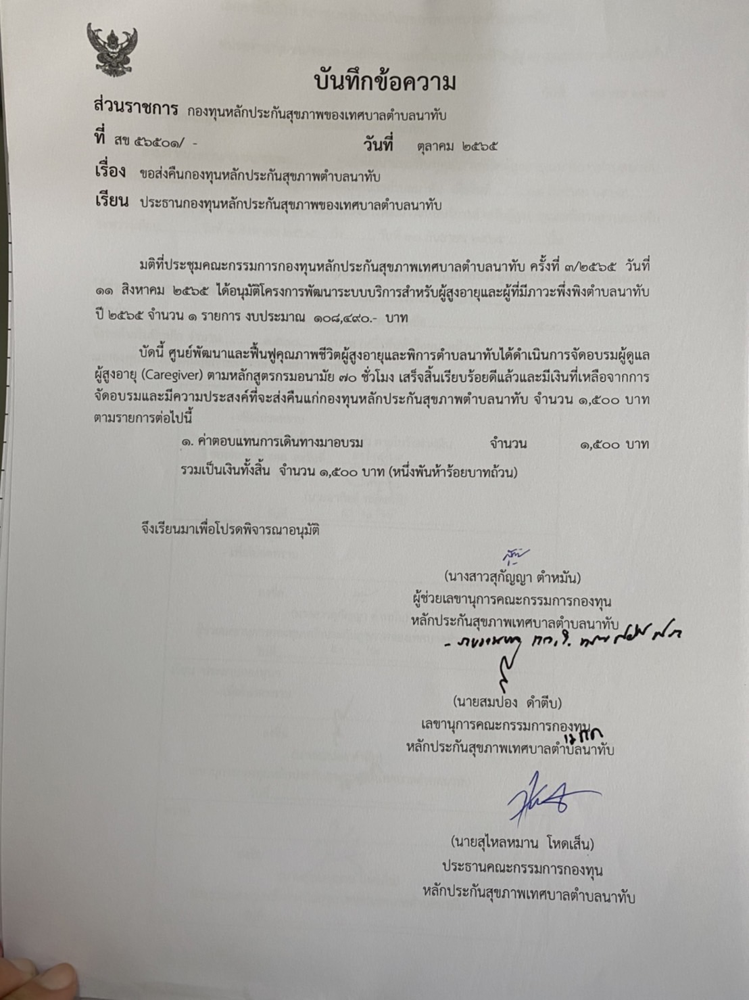 บันทึกข้อความ
ส่วนราชการ กองทุนหลักประกันสุขภาพของเทศบาลตำบลนาทับ
ที่ สข ๕๖๕๐๑/ - วันที่ ตุลาคม ๒๕๖๕
เรื่อง ขอส่งคืนกองทุนหลักประกันสุขภาพตำบลนาทับ
เรียน ประธานกองทุนหลักประกันสุขภาพของเทศบาลตำบลนาทับ
มติที่ประชุมคณะกรรมการกองทุนหลักประกันสุขภาพเทศบาลตำบลนาทับ ครั้งที่ ๓/๒๕๖๕ วันที่
๑๑ สิงหาคม ๒๕๖๕ ได้อนุมัติโครงการพัฒนาระบบบริการสำหรับผู้สูงอายุและผู้ที่มีภาวะพึ่งพิงตำบลนาทับ
ปี ๒๕๖๕ จำนวน ๑ รายการ งบประมาณ ๑๐๘,๔๙๐.- บาท
บัดนี้ ศูนย์พัฒนาและฟื้นฟูคุณภาพชีวิตผู้สูงอายุและพิการตำบลนาทับได้ดำเนินการจัดอบรมผู้ดูแล
ผู้สูงอายุ (Caregiver) ตามหลักสูตรกรมอนามัย ๗๐ ชั่วโมง เสร็จสิ้นเรียบร้อยดีแล้วและมีเงินที่เหลือจากการ
จัดอบรมและมีความประสงค์ที่จะส่งคืนแก่กองทุนหลักประกันสุขภาพตำบลนาทับ จำนวน ๑,๕๐๐ บาท
ตามรายการต่อไปนี้
๑. ค่าตอบแทนการเดินทางมาอบรม จำนวน ๑,๕๐๐ บาท
รวมเป็นเงินทั้งสิ้น จำนวน ๑,๕๐๐ บาท (หนึ่งพันห้าร้อยบาทถ้วน)
จึงเรียนมาเพื่อโปรดพิจารณาอนุมัติ
(นางสาวสุกัญญา ตำหมัน)
ผู้ช่วยเลขานุการคณะกรรมการกองทุน
หลักประกันสุขภาพเทศบาลตำบลนาทับ
(นายสมปอง ดำตีบ)
เลขานุการคณะกรรมการกองทุน
หลักประกันสุขภาพเทศบาลตำบลนาทับ
(นายสุไหลหมาน โหดเส็น)
ประธานคณะกรรมการกองทุน
หลักประกันสุขภาพเทศบาลตำบลนาทับ